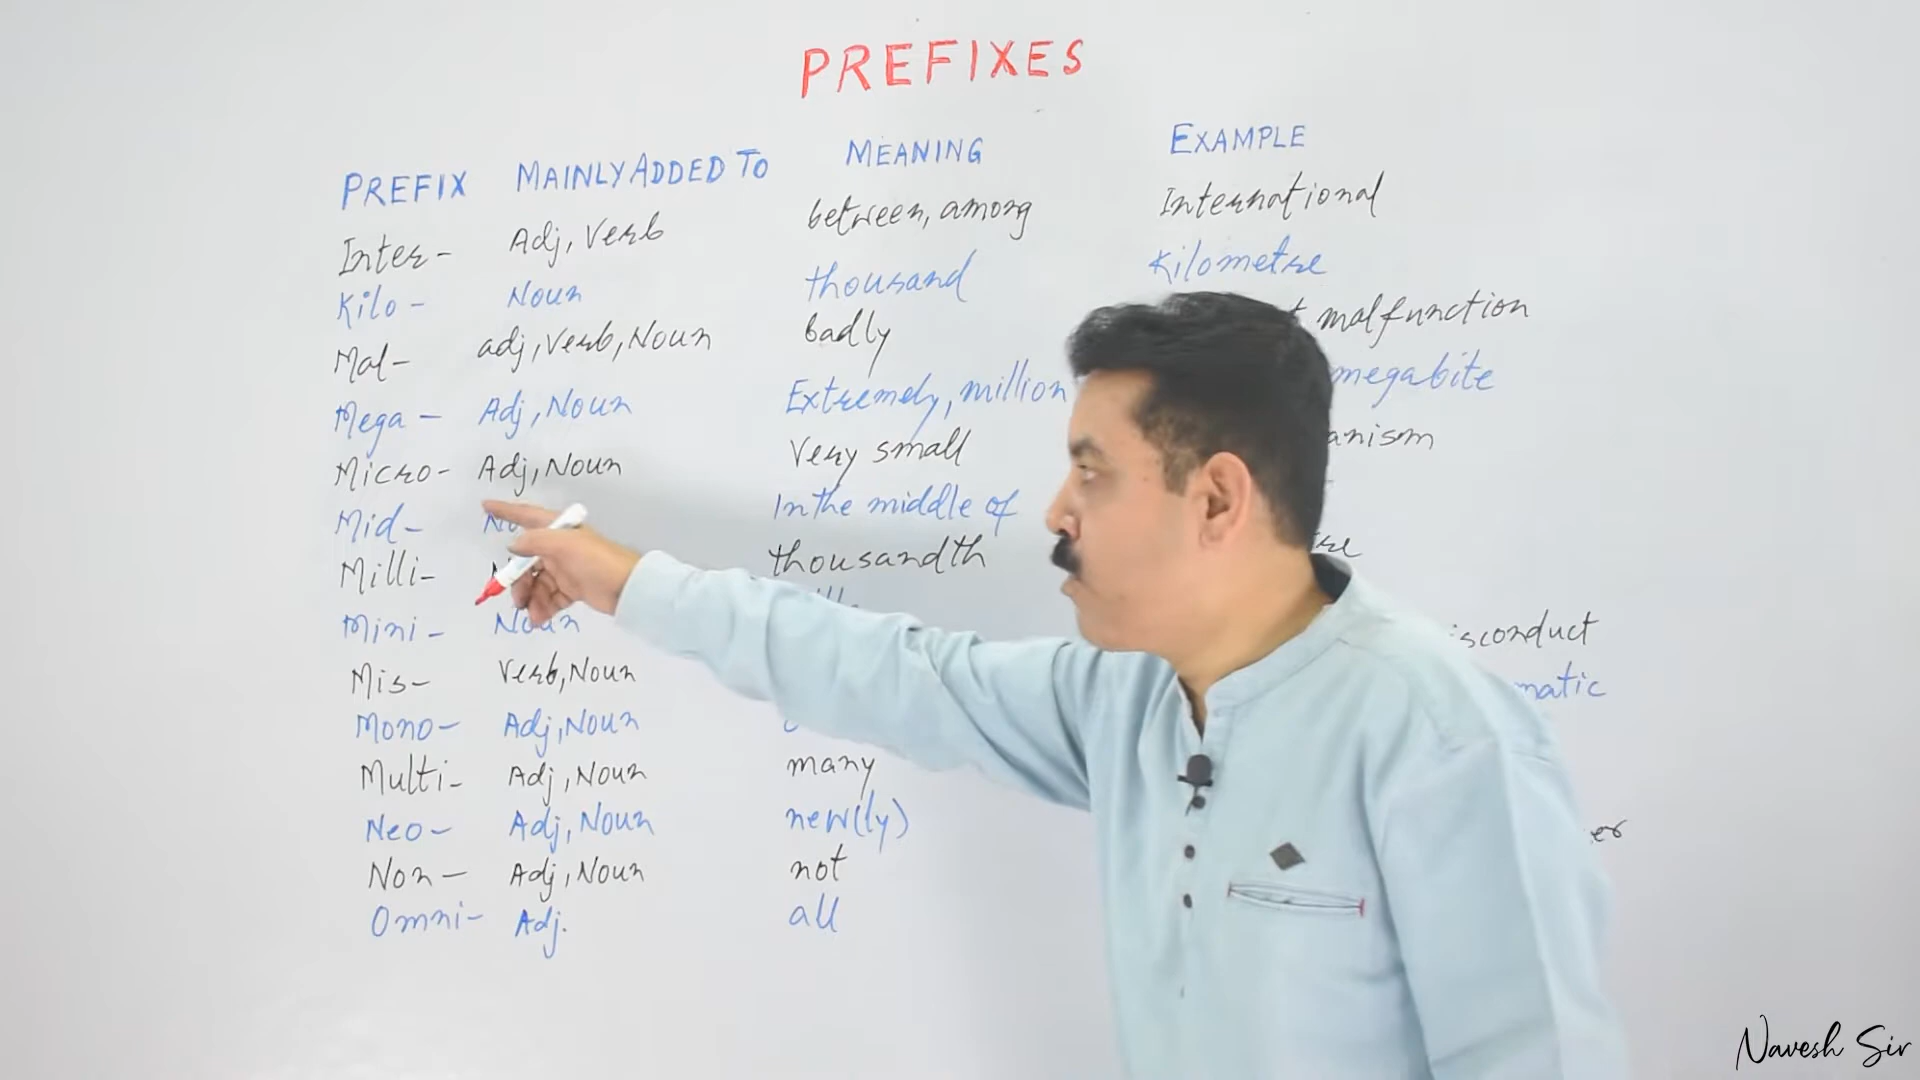 PREFIXES
PREFIX MAINLY ADDED TO MEANING EXAMPLE
Inter- Adj, Verb between, among International
Kilo- Noun thousand Kilometre
Mal- adj, Verb, Noun badly malfunction
Mega- Adj, Noun Extremely, million megabite
Micro- Adj, Noun Very small
Mid- In the middle of
Milli- thousandth
Mini- Noun
Mis- Verb, Noun
Mono- Adj, Noun
Multi- Adj, Noun many
Neo- Adj, Noun new(ly)
Non- Adj, Noun not
Omni- Adj. all
Navesh Sir